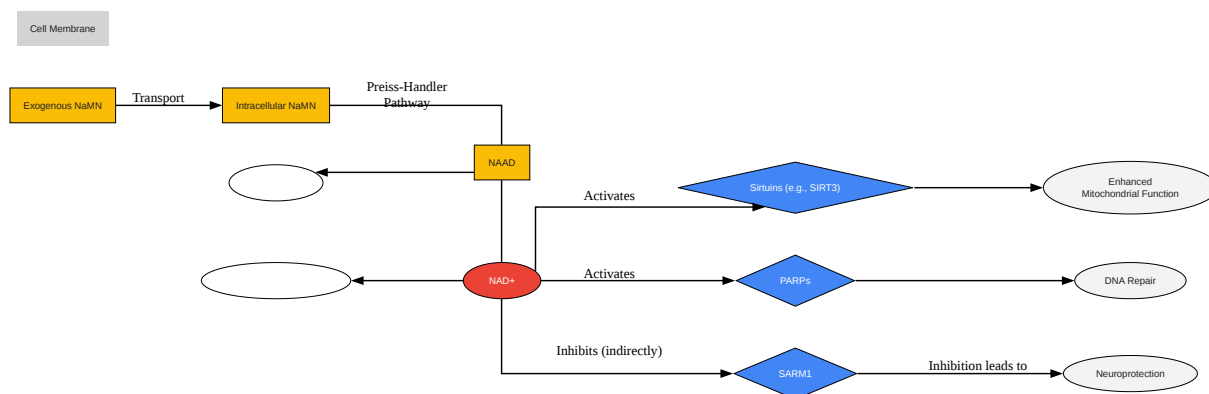 Cell Membrane
Exogenous NaMN
Transport
Intracellular NaMN
Preiss-Handler
Pathway
NAAD
Activates
Sirtuins (e.g., SIRT3)
Enhanced
Mitochondrial Function
NAD+
Activates
PARPs
DNA Repair
Inhibits (indirectly)
SARM1
Inhibition leads to
Neuroprotection